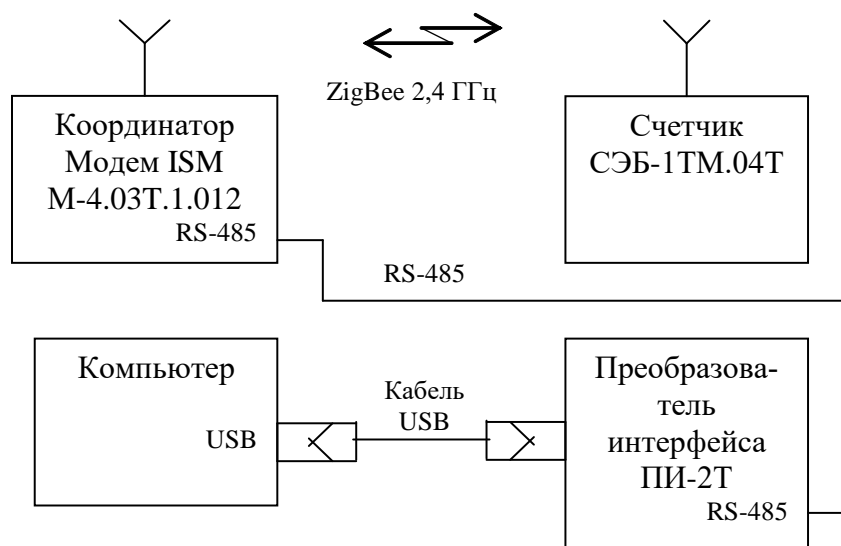 ZigBee 2,4 ГГц
Координатор
Модем ISM
М-4.03Т.1.012
RS-485
Счетчик
СЭБ-1ТМ.04Т
RS-485
Компьютер
USB
Кабель
USB
Преобразова-
тель
интерфейса
ПИ-2Т
RS-485